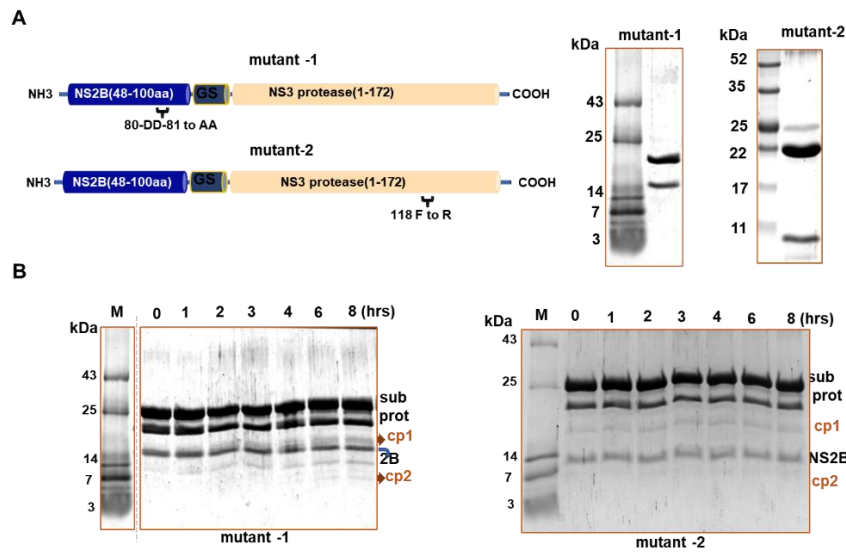 A
mutant -1
NH3 NS2B(48-100aa) GS NS3 protease(1-172) COOH
80-DD-81 to AA
mutant-2
NH3 NS2B(48-100aa) GS NS3 protease(1-172) COOH
118 F to R
mutant-1
kDa
43
25
14
7
3
mutant-2
kDa
52
35
25
22
17
11
B
M 0 1 2 3 4 6 8 (hrs)
kDa
43
25
14
7
3
sub
prot
cp1
2B
cp2
mutant -1
M 0 1 2 3 4 6 8 (hrs)
kDa
43
25
14
7
3
sub
prot
cp1
NS2B
cp2
mutant -2